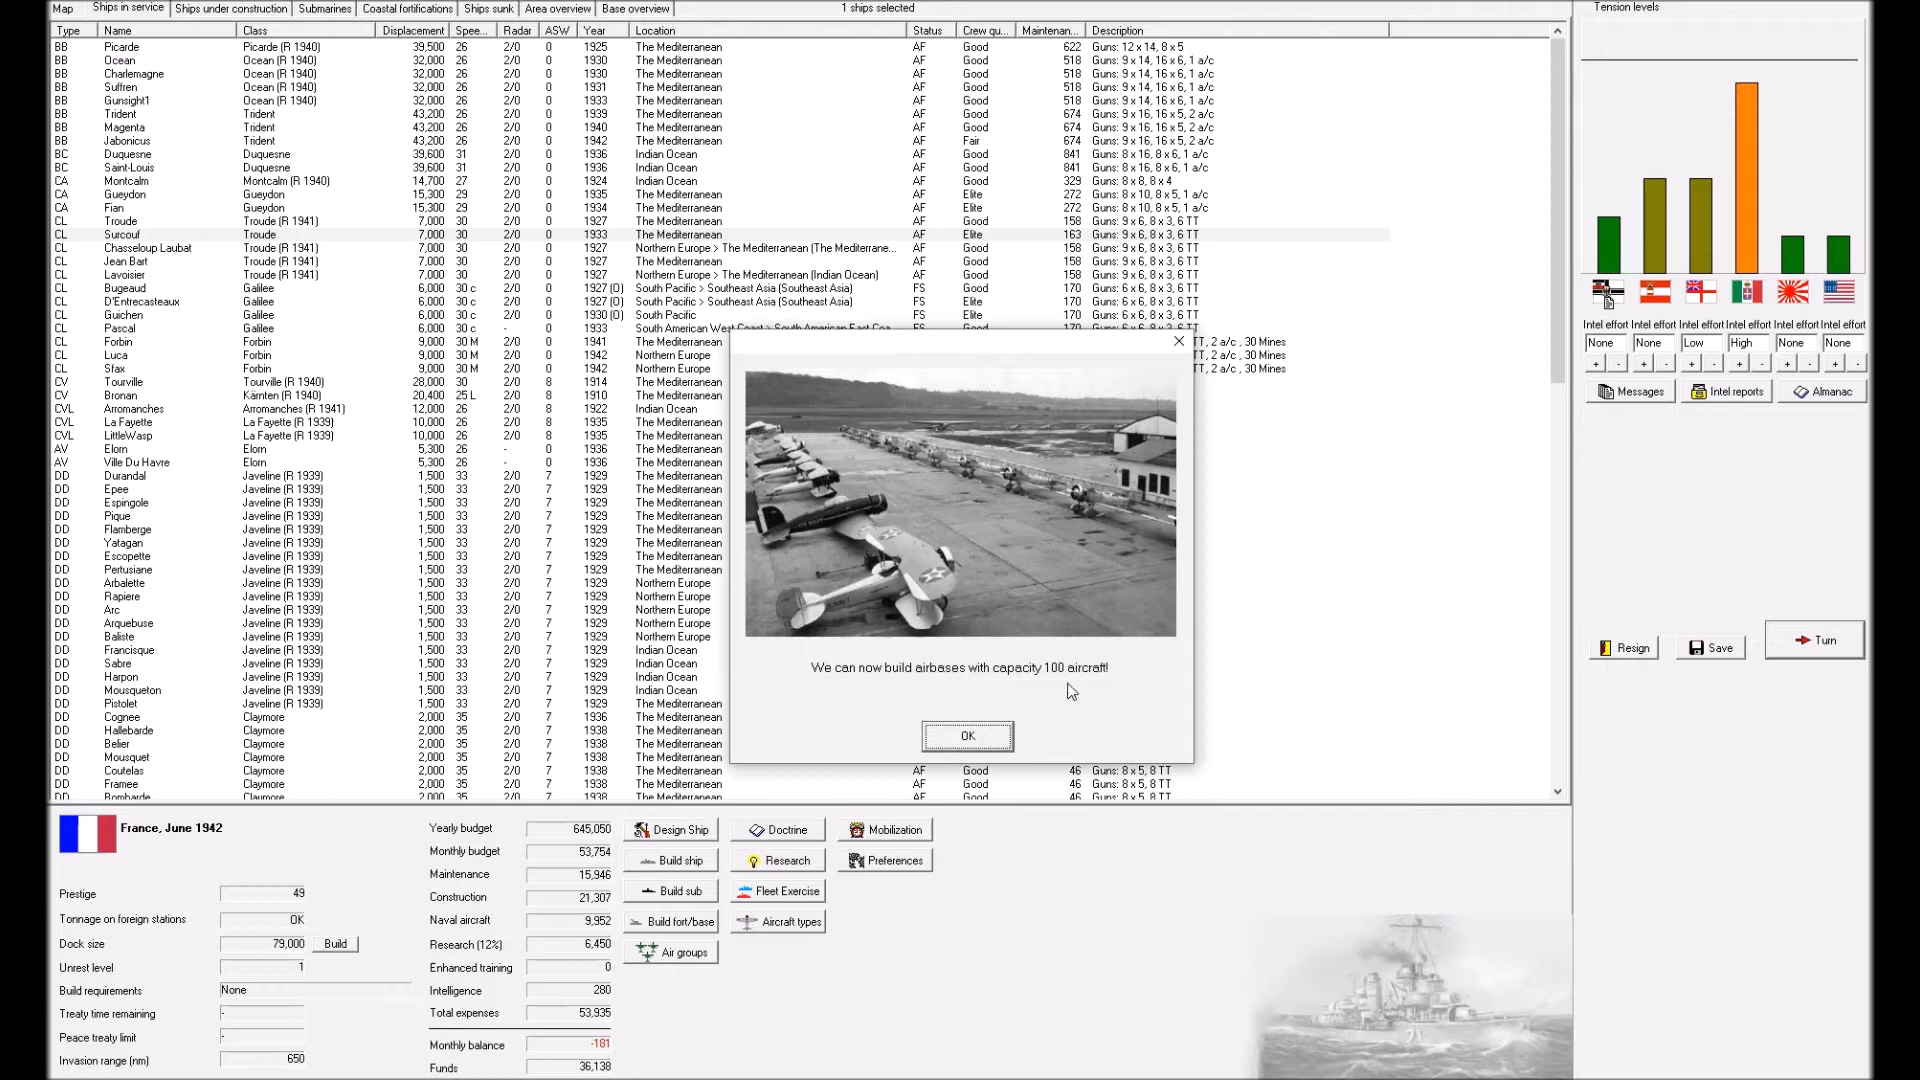 Map Ships in service Ships under construction Submarines Coastal fortifications Ships sunk Area overview Base overview 1 ships selected Tension levels
Type Name Class Displacement Spee... Radar ASW Year Location Status Crew qu... Maintenan... Description
BB Picarde Picarde (R 1940) 39,500 26 2/0 0 1925 The Mediterranean AF Good 622 Guns: 12 x 14, 8 x 5
BB Ocean Ocean (R 1940) 32,000 26 2/0 0 1930 The Mediterranean AF Good 518 Guns: 9 x 14, 16 x 6, 1 a/c
BB Charlemagne Ocean (R 1940) 32,000 26 2/0 0 1930 The Mediterranean AF Good 518 Guns: 9 x 14, 16 x 6, 1 a/c
BB Suffren Ocean (R 1940) 32,000 26 2/0 0 1931 The Mediterranean AF Good 518 Guns: 9 x 14, 16 x 6, 1 a/c
BB Gunsight1 Ocean (R 1940) 32,000 26 2/0 0 1933 The Mediterranean AF Good 518 Guns: 9 x 14, 16 x 6, 1 a/c
BB Trident Trident 43,200 26 2/0 0 1939 The Mediterranean AF Good 674 Guns: 9 x 16, 16 x 5, 2 a/c
BB Magenta Trident 43,200 26 2/0 0 1940 The Mediterranean AF Good 674 Guns: 9 x 16, 16 x 5, 2 a/c
BB Jabonicus Trident 43,200 26 2/0 0 1942 The Mediterranean AF Fair 674 Guns: 9 x 16, 16 x 5, 2 a/c
BC Duquesne Duquesne 39,600 31 2/0 0 1936 Indian Ocean AF Good 841 Guns: 8 x 16, 8 x 6, 1 a/c
BC Saint-Louis Duquesne 39,600 31 2/0 0 1936 Indian Ocean AF Good 841 Guns: 8 x 16, 8 x 6, 1 a/c
CA Montcalm Montcalm (R 1940) 14,700 27 2/0 0 1924 Indian Ocean AF Good 329 Guns: 8 x 8, 8 x 4
CA Gueydon Gueydon 15,300 29 2/0 0 1935 The Mediterranean AF Elite 272 Guns: 8 x 10, 8 x 5, 1 a/c
CA Fian Gueydon 15,300 29 2/0 0 1934 The Mediterranean AF Elite 272 Guns: 8 x 10, 8 x 5, 1 a/c
CL Troude Troude (R 1941) 7,000 30 2/0 0 1927 The Mediterranean AF Good 158 Guns: 9 x 6, 8 x 3, 6 TT
CL Surcouf Troude 7,000 30 2/0 0 1933 The Mediterranean AF Elite 163 Guns: 9 x 6, 8 x 3, 6 TT
CL Chasseloup Laubat Troude (R 1941) 7,000 30 2/0 0 1927 Northern Europe > The Mediterranean (The Mediterrane... AF Good 158 Guns: 9 x 6, 8 x 3, 6 TT
CL Jean Bart Troude (R 1941) 7,000 30 2/0 0 1927 The Mediterranean AF Good 158 Guns: 9 x 6, 8 x 3, 6 TT
CL Lavoisier Troude (R 1941) 7,000 30 2/0 0 1927 Northern Europe > The Mediterranean (Indian Ocean) AF Good 158 Guns: 9 x 6, 8 x 3, 6 TT
CL Bugeaud Galilee 6,000 30 c 2/0 0 1927 (O) South Pacific > Southeast Asia (Southeast Asia) FS Good 170 Guns: 6 x 6, 8 x 3, 6 TT
CL D'Entrecasteaux Galilee 6,000 30 c 2/0 0 1927 (O) South Pacific > Southeast Asia (Southeast Asia) FS Elite 170 Guns: 6 x 6, 8 x 3, 6 TT
CL Guichen Galilee 6,000 30 c 2/0 0 1930 (O) South Pacific FS Elite 170 Guns: 6 x 6, 8 x 3, 6 TT
CL Pascal Galilee 6,000 30 c - 0 1933 South American West Coast > South American East Coa... FS Good 170 Guns: 6 x 6, 8 x 3, 6 TT
CL Forbin Forbin 9,000 30 M 2/0 0 1941 The Mediterranean TT, 2 a/c , 30 Mines
CL Luca Forbin 9,000 30 M 2/0 0 1942 Northern Europe TT, 2 a/c , 30 Mines
CL Sfax Forbin 9,000 30 M 2/0 0 1942 Northern Europe TT, 2 a/c , 30 Mines
CV Tourville Tourville (R 1940) 28,000 30 2/0 8 1914 The Mediterranean
CV Bronan Kärnten (R 1940) 20,400 25 L 2/0 8 1910 The Mediterranean
CVL Arromanches Arromanches (R 1941) 12,000 26 2/0 8 1922 Indian Ocean
CVL La Fayette La Fayette (R 1939) 10,000 26 2/0 8 1935 The Mediterranean
CVL LittleWasp La Fayette (R 1939) 10,000 26 2/0 8 1935 The Mediterranean
AV Elorn Elorn 5,300 26 - 0 1936 The Mediterranean
AV Ville Du Havre Elorn 5,300 26 - 0 1936 The Mediterranean
DD Durandal Javeline (R 1939) 1,500 33 2/0 7 1929 The Mediterranean
DD Epee Javeline (R 1939) 1,500 33 2/0 7 1929 The Mediterranean
DD Espingole Javeline (R 1939) 1,500 33 2/0 7 1929 The Mediterranean
DD Pique Javeline (R 1939) 1,500 33 2/0 7 1929 The Mediterranean
DD Flamberge Javeline (R 1939) 1,500 33 2/0 7 1929 The Mediterranean
DD Yatagan Javeline (R 1939) 1,500 33 2/0 7 1929 The Mediterranean
DD Escopette Javeline (R 1939) 1,500 33 2/0 7 1929 The Mediterranean
DD Pertusiane Javeline (R 1939) 1,500 33 2/0 7 1929 The Mediterranean
DD Arbalette Javeline (R 1939) 1,500 33 2/0 7 1929 Northern Europe
DD Rapiere Javeline (R 1939) 1,500 33 2/0 7 1929 Northern Europe
DD Arc Javeline (R 1939) 1,500 33 2/0 7 1929 Northern Europe
DD Arquebuse Javeline (R 1939) 1,500 33 2/0 7 1929 Northern Europe
DD Baliste Javeline (R 1939) 1,500 33 2/0 7 1929 Northern Europe
DD Francisque Javeline (R 1939) 1,500 33 2/0 7 1929 Indian Ocean
DD Sabre Javeline (R 1939) 1,500 33 2/0 7 1929 Indian Ocean
DD Harpon Javeline (R 1939) 1,500 33 2/0 7 1929 Indian Ocean
DD Mousqueton Javeline (R 1939) 1,500 33 2/0 7 1929 Indian Ocean
DD Pistolet Javeline (R 1939) 1,500 33 2/0 7 1929 The Mediterranean
DD Cognee Claymore 2,000 35 2/0 7 1936 The Mediterranean
DD Hallebarde Claymore 2,000 35 2/0 7 1938 The Mediterranean
DD Belier Claymore 2,000 35 2/0 7 1938 The Mediterranean
DD Mousquet Claymore 2,000 35 2/0 7 1938 The Mediterranean
DD Coutelas Claymore 2,000 35 2/0 7 1938 The Mediterranean AF Good 46 Guns: 8 x 5, 8 TT
DD Framee Claymore 2,000 35 2/0 7 1938 The Mediterranean AF Good 46 Guns: 8 x 5, 8 TT
DD Bombarde Claymore 2,000 35 2/0 7 1938 The Mediterranean AF Good 46 Guns: 8 x 5, 8 TT
We can now build airbases with capacity 100 aircraft!
OK
Intel effort Intel effort Intel effort Intel effort Intel effort Intel effort
None None Low High None None
+ - + - + - + - + - + -
Messages Intel reports Almanac
Resign Save Turn
France, June 1942
Prestige 49
Tonnage on foreign stations OK
Dock size 79,000 Build
Unrest level 1
Build requirements None
Treaty time remaining -
Peace treaty limit -
Invasion range (nm) 650
Yearly budget 645,050
Monthly budget 53,754
Maintenance 15,946
Construction 21,307
Naval aircraft 9,952
Research (12%) 6,450
Enhanced training 0
Intelligence 280
Total expenses 53,935
Monthly balance -181
Funds 36,138
Design Ship Doctrine Mobilization
Build ship Research Preferences
Build sub Fleet Exercise
Build fort/base Aircraft types
Air groups